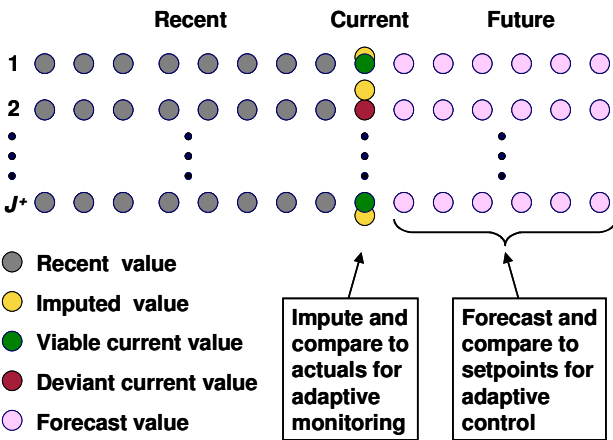 Recent Current Future
1
2
J+
Recent value
Imputed value
Viable current value
Deviant current value
Forecast value
Impute and
compare to
actuals for
adaptive
monitoring
Forecast and
compare to
setpoints for
adaptive
control